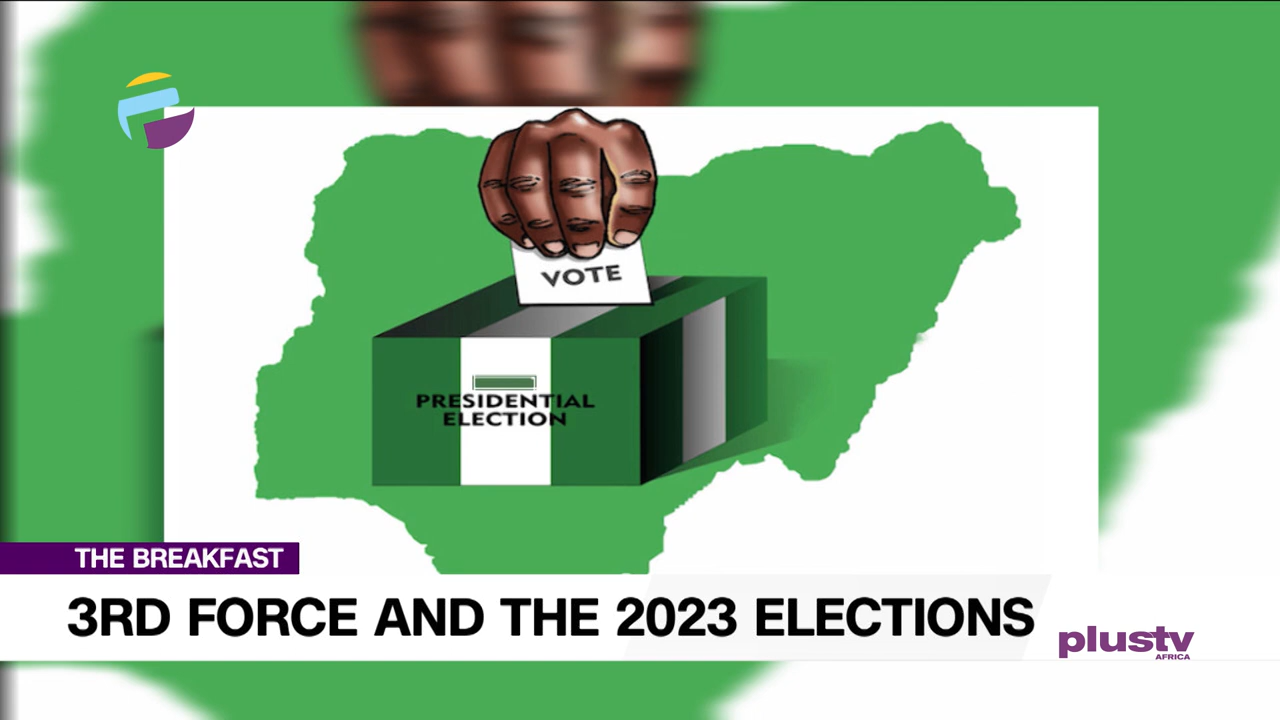 VOTE
PRESIDENTIAL
ELECTION
THE BREAKFAST
3RD FORCE AND THE 2023 ELECTIONS
plustv
AFRICA